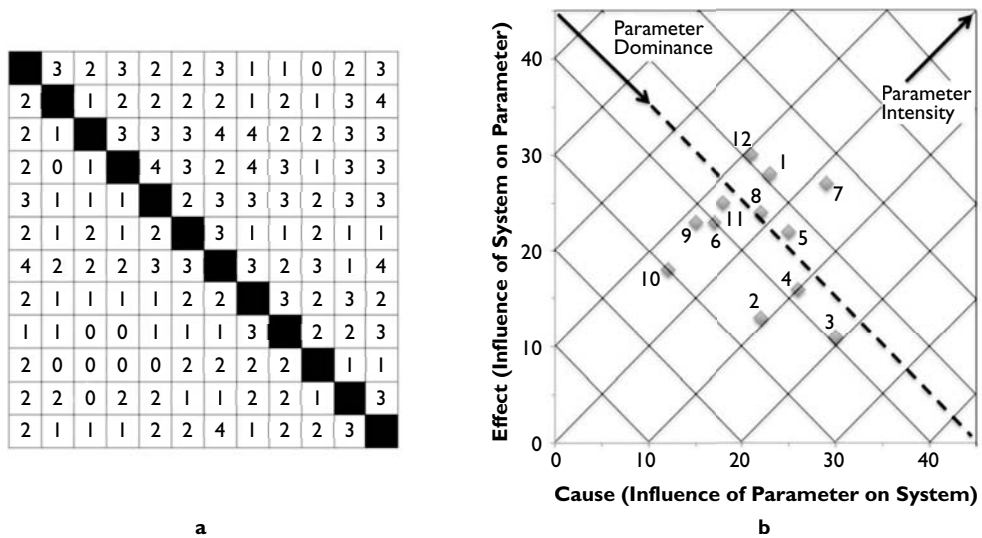 3 2 3 2 2 3 1 1 0 2 3
2 1 2 2 2 2 1 2 1 3 4
2 1 3 3 3 4 4 2 2 3 3
2 0 1 4 3 2 4 3 1 3 3
3 1 1 1 2 3 3 3 2 3 3
2 1 2 1 2 3 1 1 2 1 1
4 2 2 2 3 3 3 2 3 1 4
2 1 1 1 1 2 2 3 2 3 2
1 1 0 0 1 1 1 3 2 2 3
2 0 0 0 0 2 2 2 2 1 1
2 2 0 2 2 1 1 2 2 1 3
2 1 1 1 2 2 4 1 2 2 3
a
Effect (Influence of System on Parameter)
40
30
20
10
0
Parameter
Dominance
Parameter
Intensity
12
1
7
8
11
5
9
6
10
4
2
3
0 10 20 30 40
Cause (Influence of Parameter on System)
b